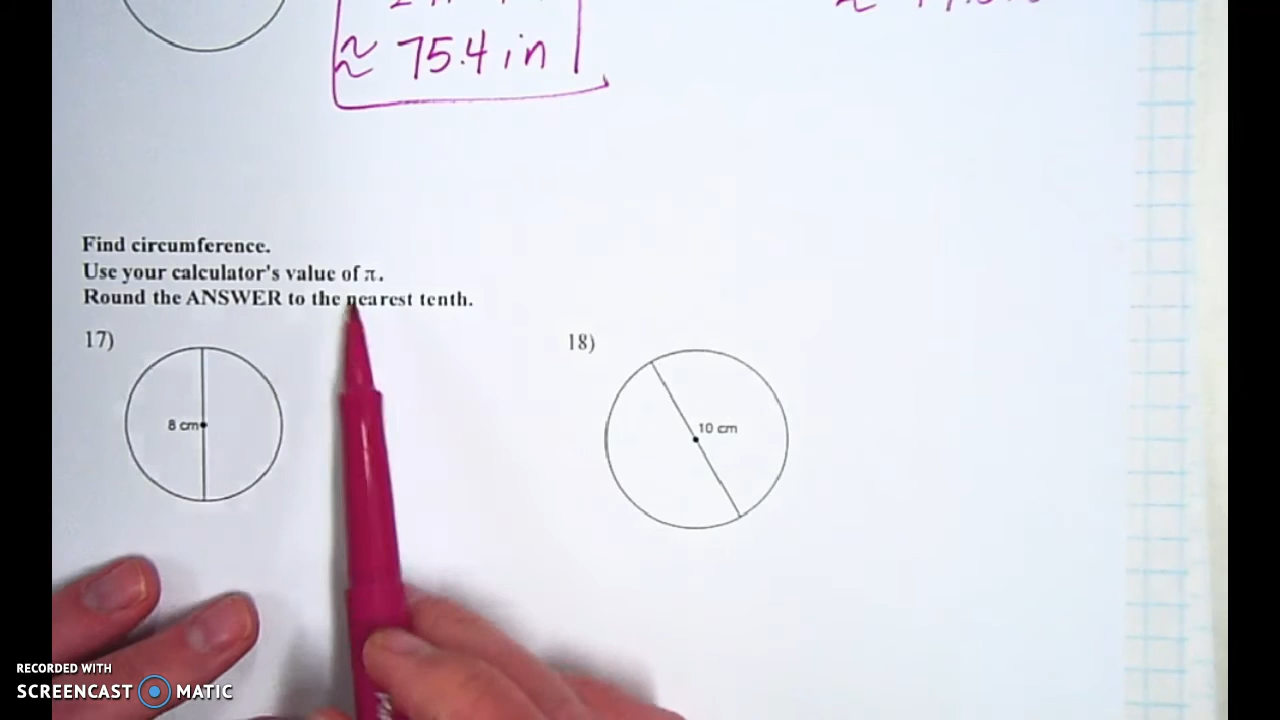 ≈ 75.4 in
Find circumference.
Use your calculator's value of π.
Round the ANSWER to the nearest tenth.
17)
18)
8 cm
10 cm
RECORDED WITH
SCREENCAST MATIC